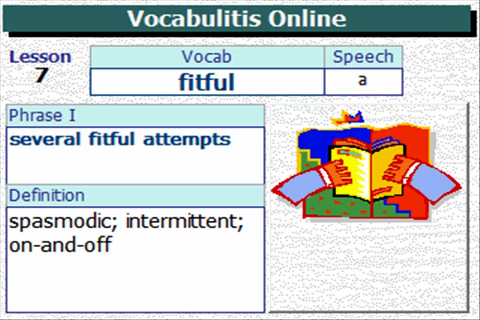 Vocabulitis Online
Lesson
7
Vocab
fitful
Speech
a
Phrase I
several fitful attempts
Definition
spasmodic; intermittent;
on-and-off